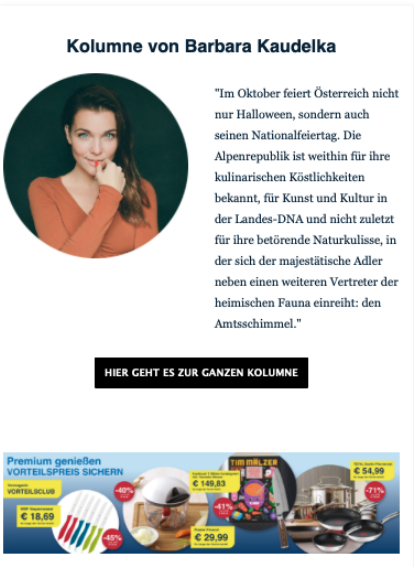 Kolumne von Barbara Kaudelka
"Im Oktober feiert Österreich nicht
nur Halloween, sondern auch
seinen Nationalfeiertag. Die
Alpenrepublik ist weithin für ihre
kulinarischen Köstlichkeiten
bekannt, für Kunst und Kultur in
der Landes-DNA und nicht zuletzt
für ihre betörende Naturkulisse, in
der sich der majestätische Adler
neben einen weiteren Vertreter der
heimischen Fauna einreiht: den
Amtsschimmel."
HIER GEHT ES ZUR GANZEN KOLUMNE
Premium genießen
VORTEILSPREIS SICHERN
VORTEILSCLUB
€ 18,69
-45%
-40%
€ 29,99
€ 149,83
-41%
TIM MÄLZER
€ 54,99
-71%